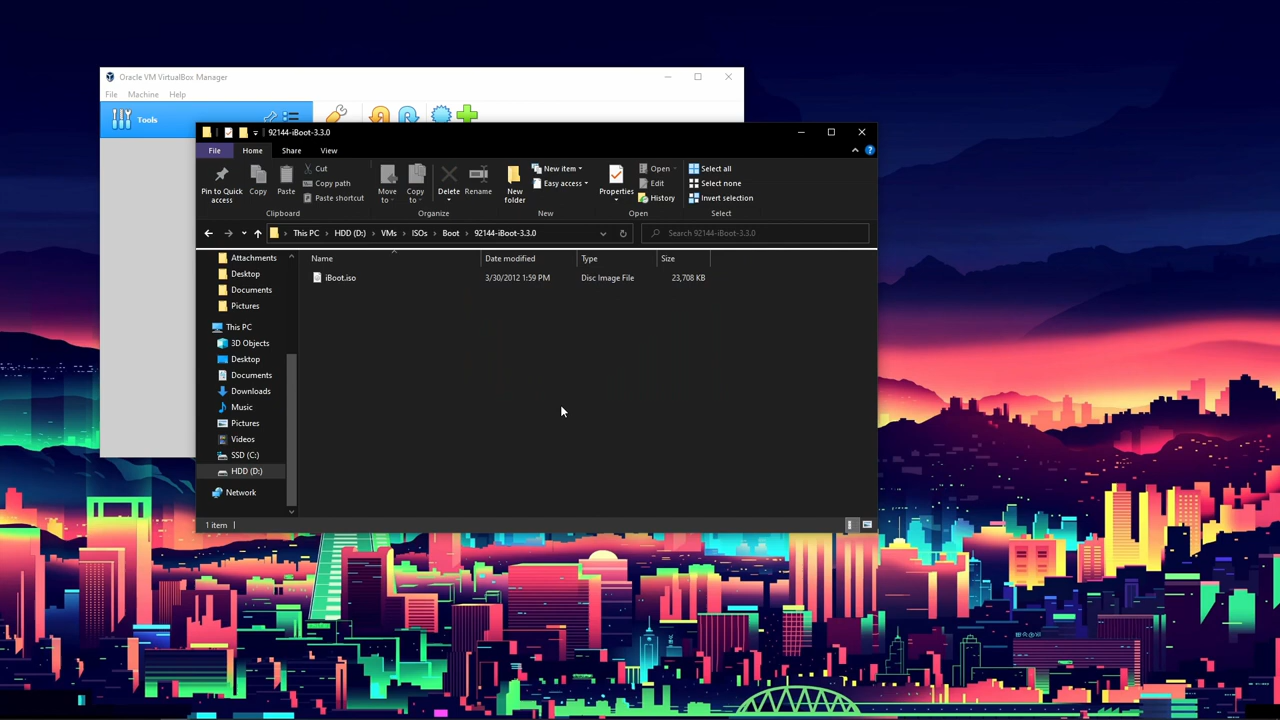 Oracle VM VirtualBox Manager
File Machine Help
Tools
92144-iBoot-3.3.0
File Home Share View
Pin to Quick access
Copy
Paste
Cut
Copy path
Paste shortcut
Move to
Copy to
Delete
Rename
New folder
New item
Easy access
Properties
Open
Edit
History
Select all
Select none
Invert selection
Clipboard Organize New Open Select
This PC > HDD (D:) > VMs > ISOs > Boot > 92144-iBoot-3.3.0
Search 92144-iBoot-3.3.0
Name Date modified Type Size
iBoot.iso 3/30/2012 1:59 PM Disc Image File 23,708 KB
Attachments
Desktop
Documents
Pictures
This PC
3D Objects
Desktop
Documents
Downloads
Music
Pictures
Videos
SSD (C:)
HDD (D:)
Network
1 item